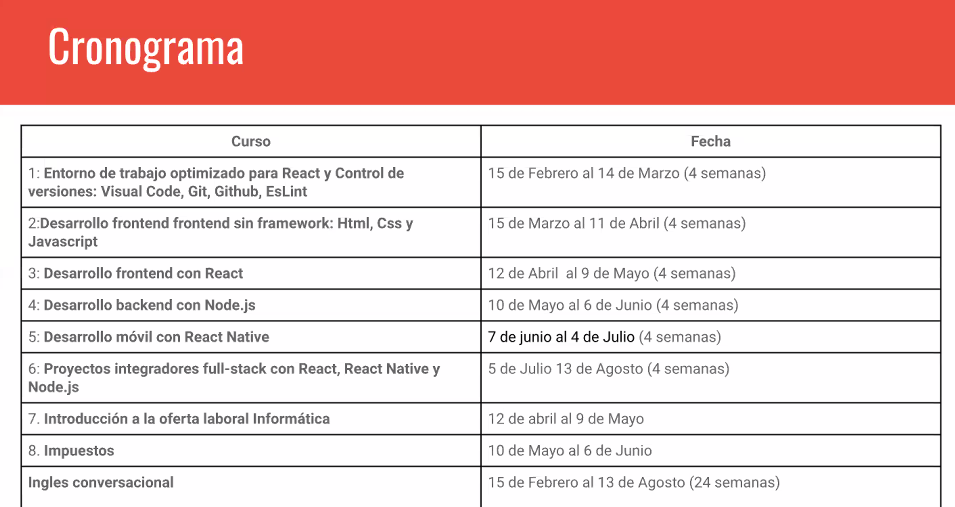 Cronograma
Curso
Fecha
1: Entorno de trabajo optimizado para React y Control de
versiones: Visual Code, Git, Github, EsLint
15 de Febrero al 14 de Marzo (4 semanas)
2:Desarrollo frontend frontend sin framework: Html, Css y
Javascript
15 de Marzo al 11 de Abril (4 semanas)
3: Desarrollo frontend con React
12 de Abril  al 9 de Mayo (4 semanas)
4: Desarrollo backend con Node.js
10 de Mayo al 6 de Junio (4 semanas)
5: Desarrollo móvil con React Native
7 de junio al 4 de Julio (4 semanas)
6: Proyectos integradores full-stack con React, React Native y
Node.js
5 de Julio 13 de Agosto (4 semanas)
7. Introducción a la oferta laboral Informática
12 de abril al 9 de Mayo
8. Impuestos
10 de Mayo al 6 de Junio
Ingles conversacional
15 de Febrero al 13 de Agosto (24 semanas)